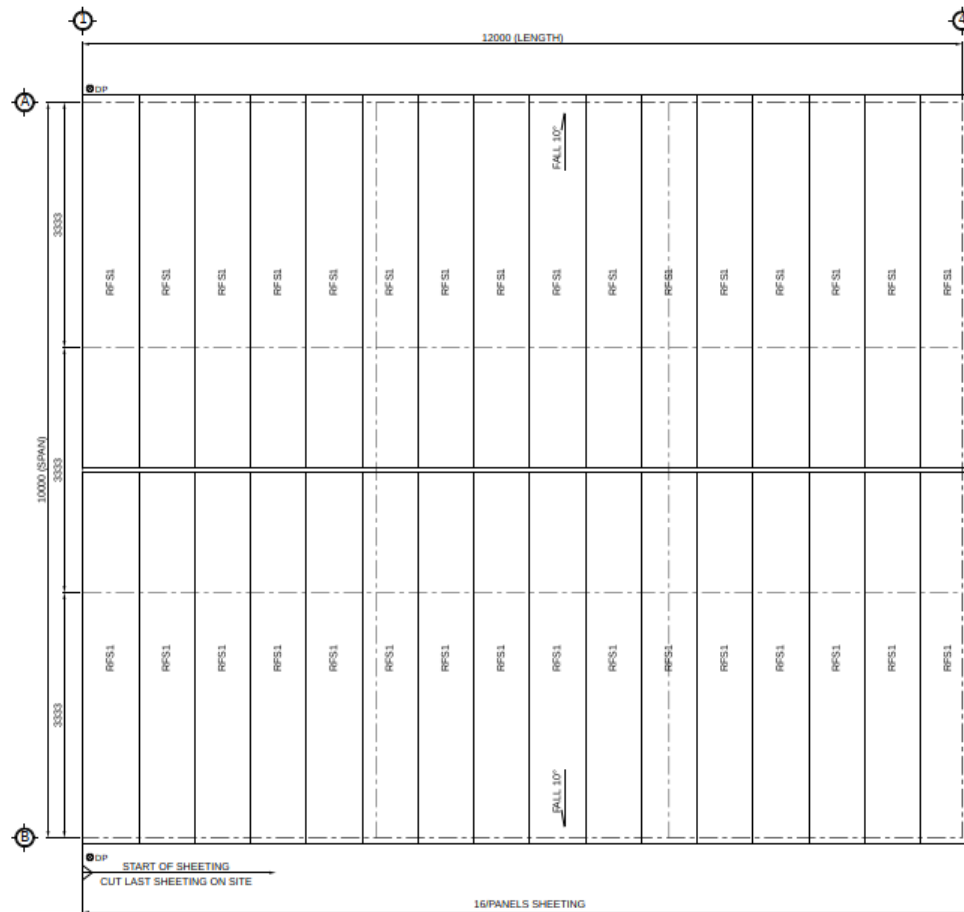 1
4
12000 (LENGTH)
DP
A
FALL 10°
3333
RFS1 RFS1 RFS1 RFS1 RFS1 RFS1 RFS1 RFS1 RFS1 RFS1 RFS1 RFS1 RFS1 RFS1 RFS1 RFS1
10000 (SPAN)
3333
RFS1 RFS1 RFS1 RFS1 RFS1 RFS1 RFS1 RFS1 RFS1 RFS1 RFS1 RFS1 RFS1 RFS1 RFS1 RFS1
3333
FALL 10°
B
DP
START OF SHEETING
CUT LAST SHEETING ON SITE
16/PANELS SHEETING